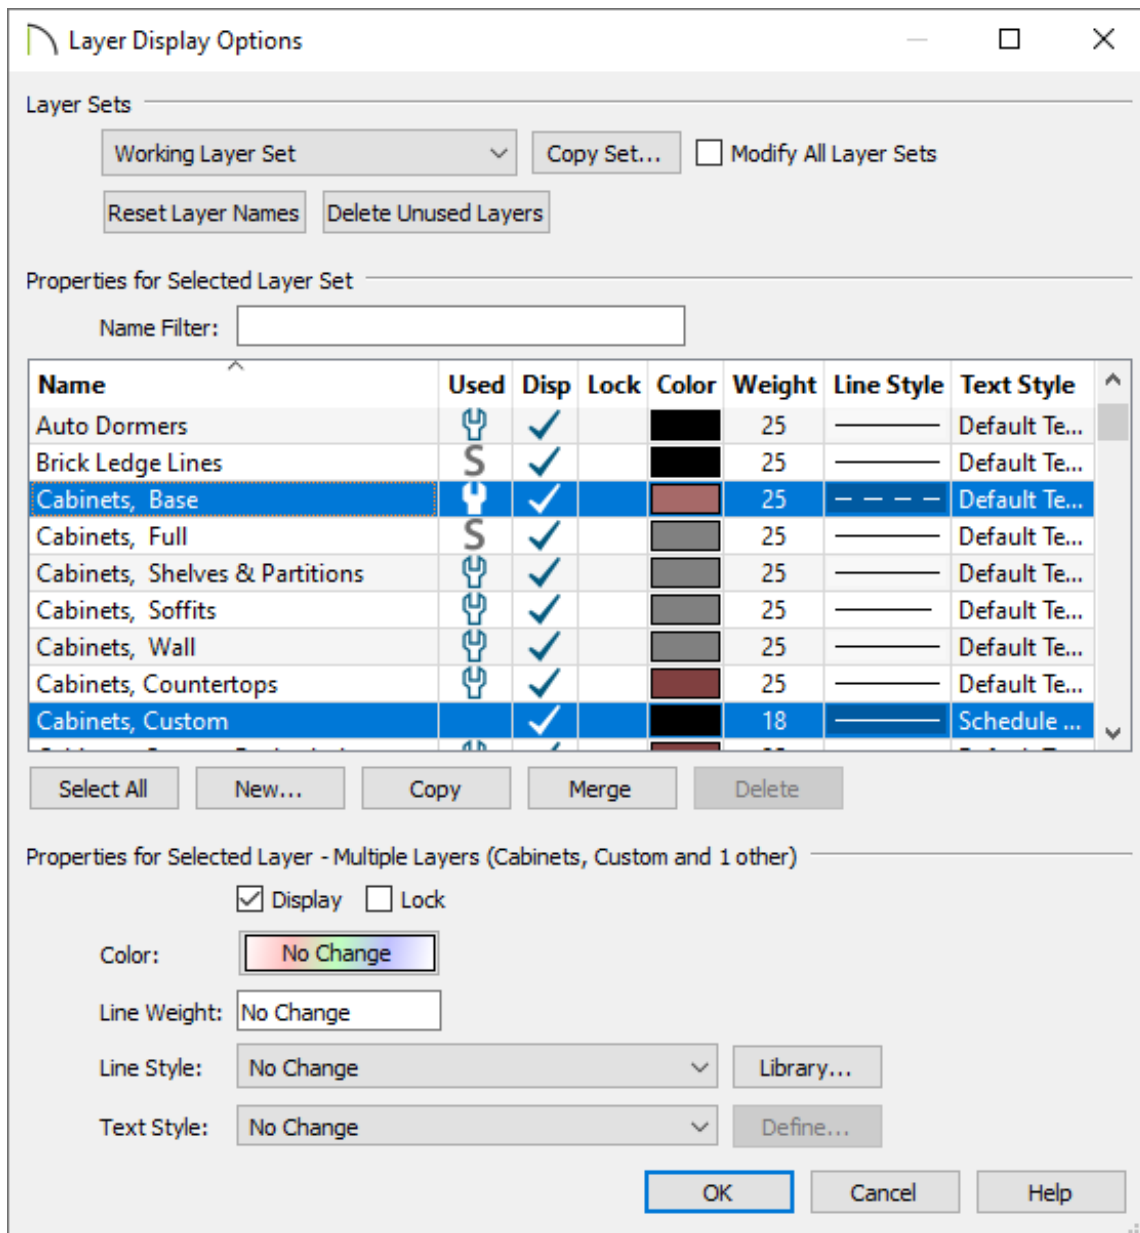 Layer Display Options
Layer Sets
Working Layer Set Copy Set... Modify All Layer Sets
Reset Layer Names Delete Unused Layers
Properties for Selected Layer Set
Name Filter:
Name Used Disp Lock Color Weight Line Style Text Style
Auto Dormers 25 Default Te...
Brick Ledge Lines S 25 Default Te...
Cabinets, Base 25 Default Te...
Cabinets, Full S 25 Default Te...
Cabinets, Shelves & Partitions 25 Default Te...
Cabinets, Soffits 25 Default Te...
Cabinets, Wall 25 Default Te...
Cabinets, Countertops 25 Default Te...
Cabinets, Custom 18 Schedule ...
Select All New... Copy Merge Delete
Properties for Selected Layer - Multiple Layers (Cabinets, Custom and 1 other)
Display Lock
Color: No Change
Line Weight: No Change
Line Style: No Change Library...
Text Style: No Change Define...
OK Cancel Help